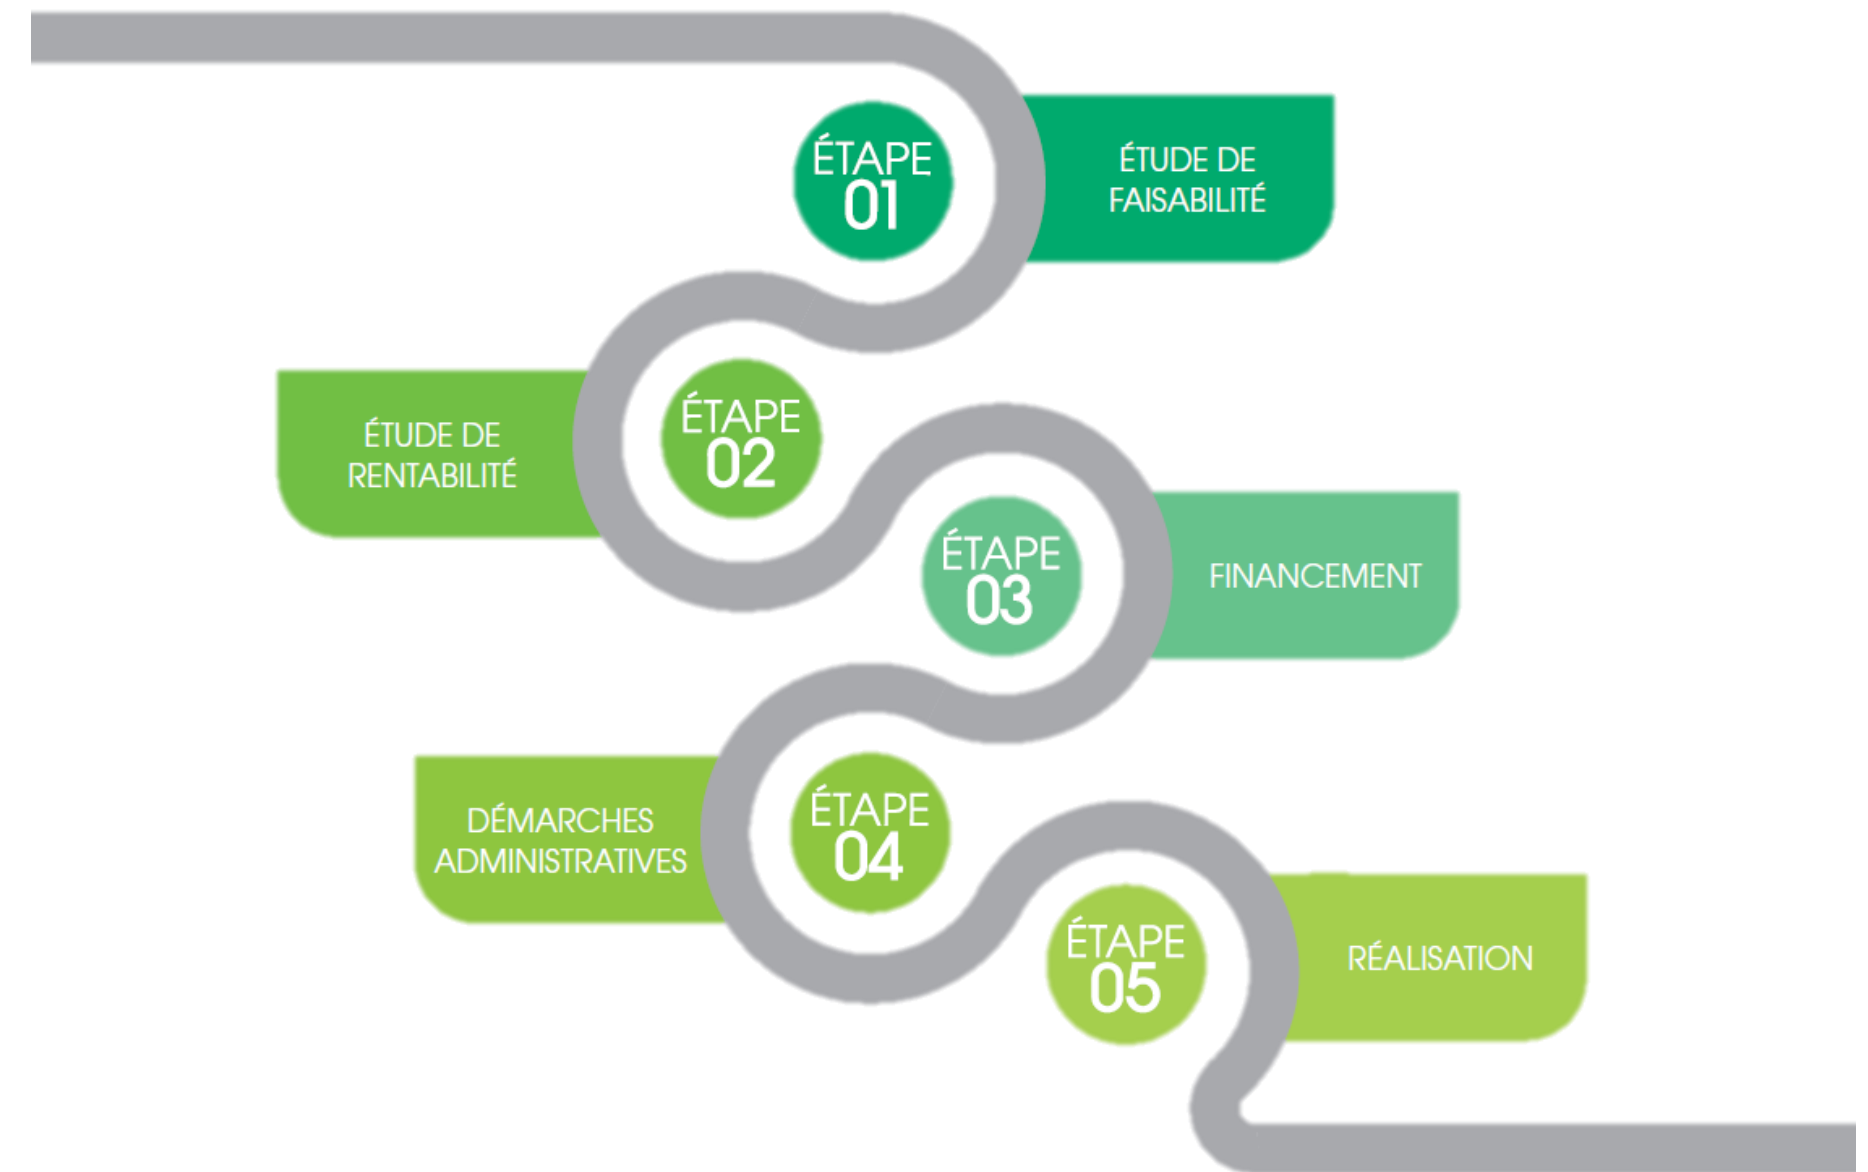 ÉTAPE
01
ÉTUDE DE
FAISABILITÉ
ÉTUDE DE
RENTABILITÉ
ÉTAPE
02
ÉTAPE
03
FINANCEMENT
DÉMARCHES
ADMINISTRATIVES
ÉTAPE
04
ÉTAPE
05
RÉALISATION